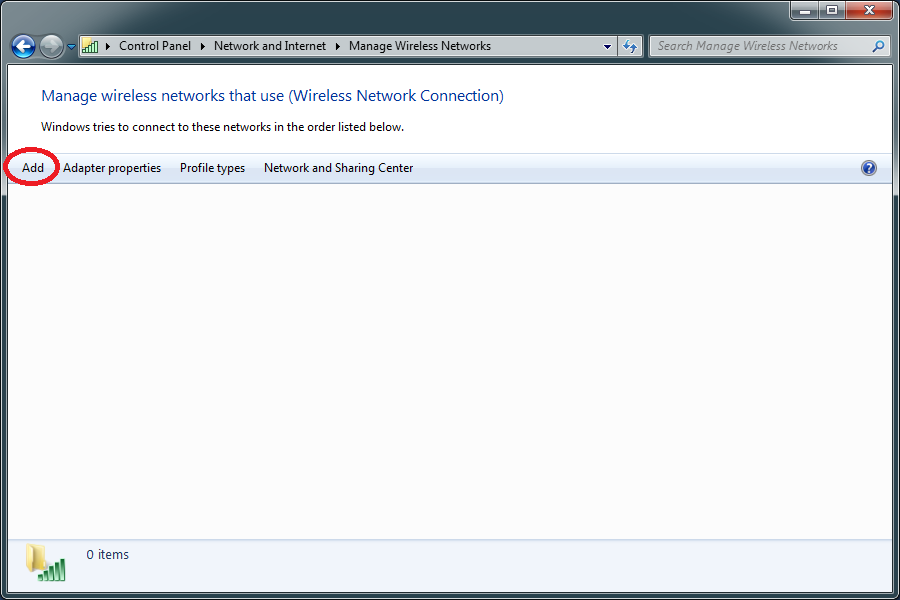 Control Panel Network and Internet Manage Wireless Networks Search Manage Wireless Networks
Manage wireless networks that use (Wireless Network Connection)
Windows tries to connect to these networks in the order listed below.
Add Adapter properties Profile types Network and Sharing Center ?
0 items